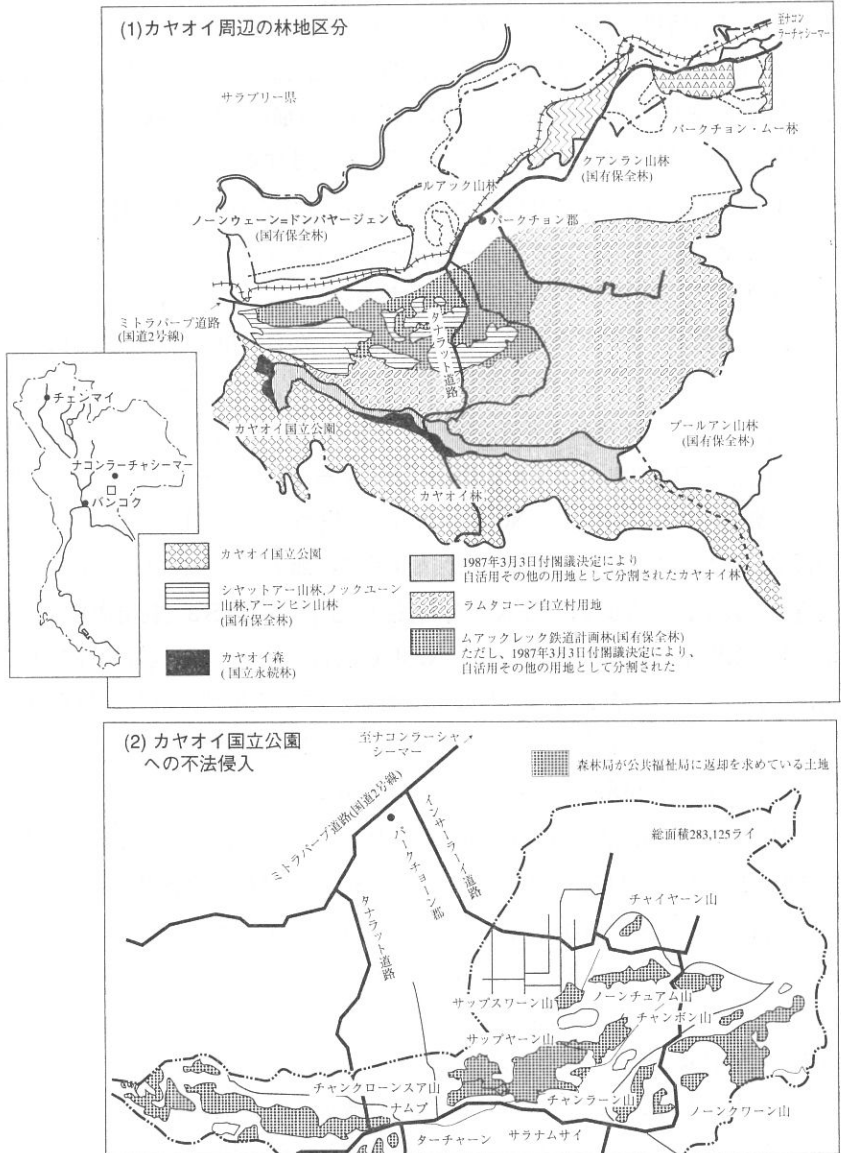 (1)カヤオイ周辺の林地区分
至ナコン
ラーチャシーマー
サラブリー県
パークチョン・ムー林
クアンラン山林
(国有保全林)
ルアック山林
ノーンウェーン=ドンパヤージェン
(国有保全林)
パークチョン郡
ミトラパープ道路
(国道2号線)
タナラット道路
カヤオイ国立公園
プールアン山林
(国有保全林)
カヤオイ林
チェンマイ
ナコンラーチャシーマー
バンコク
カヤオイ国立公園
シヤットアー山林,ノックユーン
山林,アーンヒン山林
(国有保全林)
カヤオイ森
(国立永続林)
1987年3月3日付閣議決定により
自活用その他の用地として分割されたカヤオイ林
ラムタコーン自立村用地
ムアックレック鉄道計画林(国有保全林)
ただし、1987年3月3日付閣議決定により、
自活用その他の用地として分割された
(2) カヤオイ国立公園
への不法侵入
至ナコンラーシャ
シーマー
森林局が公共福祉局に返却を求めている土地
ミトラパープ道路(国道2号線)
インサーラーイ道路
パークチョーン郡
総面積283,125ライ
タナラット道路
チャイヤーン山
サップスワーン山
ノーンチュアム山
チャンボン山
サップヤーン山
チャンクローンスア山
ナムプ
チャンラーン山
ノーンクワーン山
ターチャーン
サラナムサイ